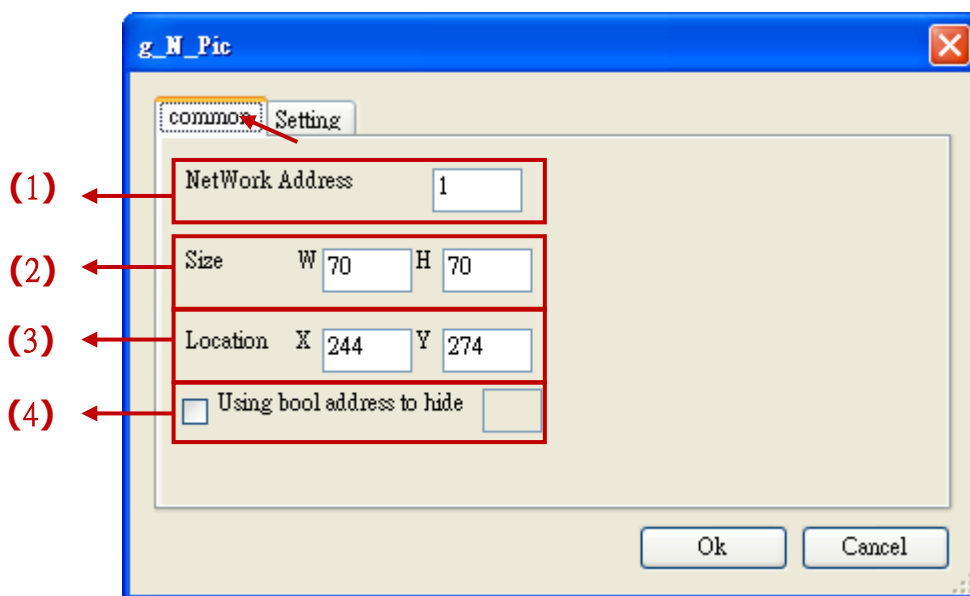 g_N_Pic
common Setting
(1) NetWork Address 1
(2) Size W 70 H 70
(3) Location X 244 Y 274
(4) Using bool address to hide
Ok Cancel